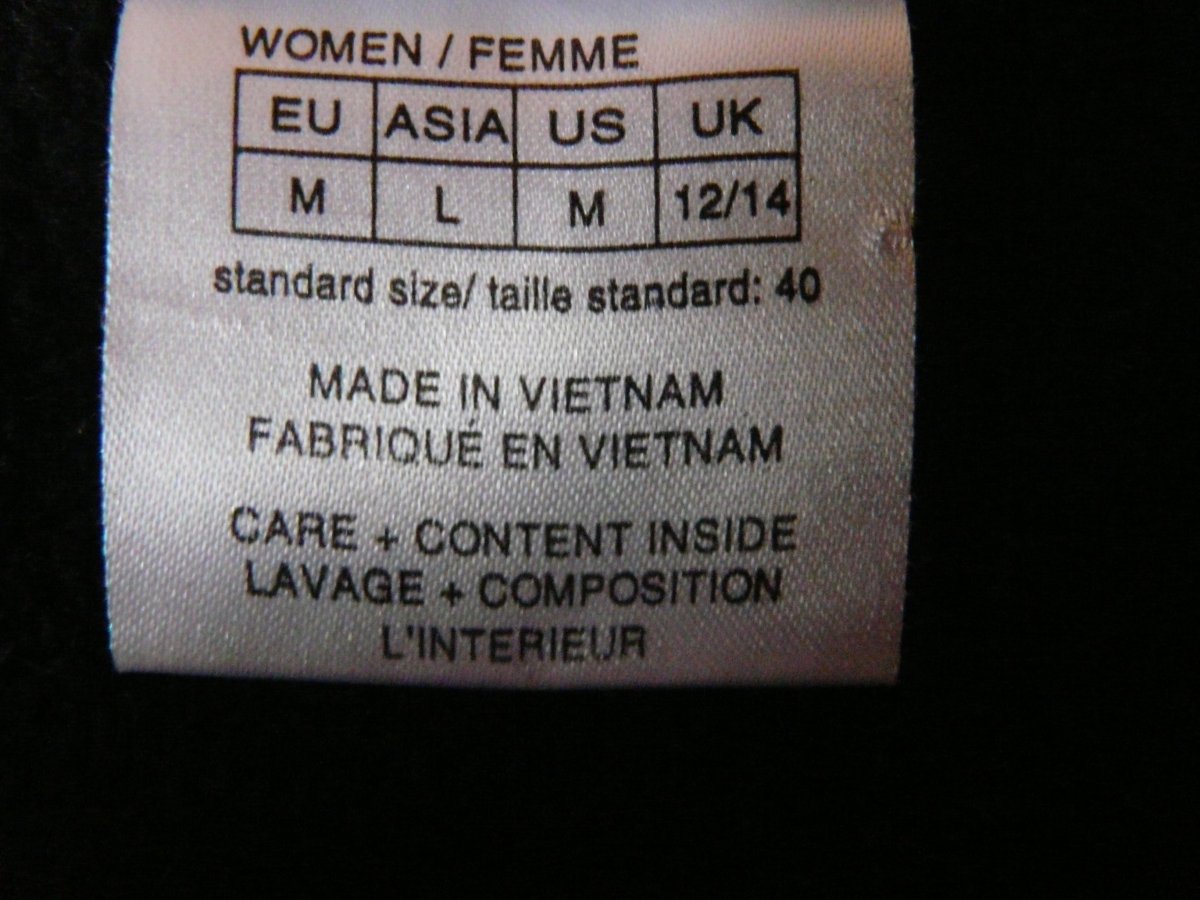 WOMEN / FEMME
EU ASIA US UK
M L M 12/14
standard size/ taille standard: 40
MADE IN VIETNAM
FABRIQUÉ EN VIETNAM
CARE + CONTENT INSIDE
LAVAGE + COMPOSITION
L'INTERIEUR